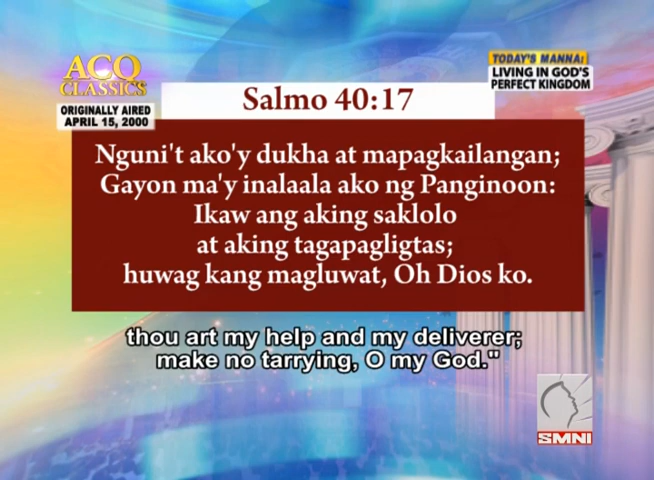 ACQ
CLASSICS
ORIGINALLY AIRED
APRIL 15, 2000
TODAY'S MANNA:
LIVING IN GOD'S
PERFECT KINGDOM
Salmo 40:17
Nguni't ako'y dukha at mapagkailangan;
Gayon ma'y inalaala ako ng Panginoon:
Ikaw ang aking saklolo
at aking tagapagligtas;
huwag kang magluwat, Oh Dios ko.
thou art my help and my deliverer;
make no tarrying, O my God."
SMNI